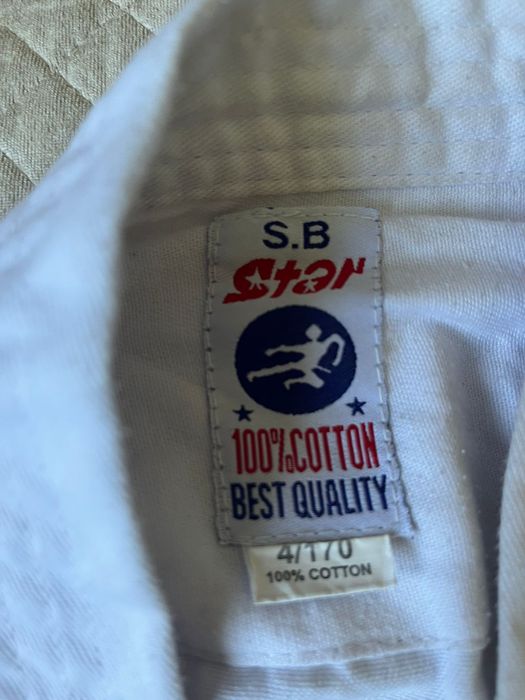 S.B
Star
100%COTTON
BEST QUALITY
4/170
100% COTTON